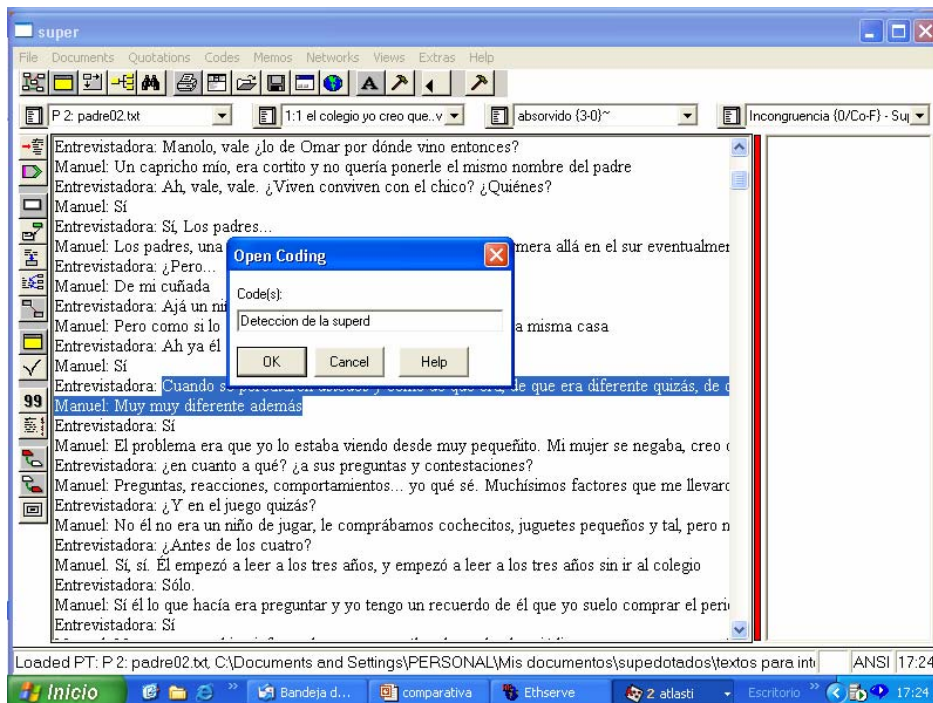 super
File Documents Quotations Codes Memos Networks Views Extras Help
P 2: padre02.txt 1:1 el colegio yo creo que..v absorvido {3-0}~ Incongruencia {0/Co-F} - Su
Entrevistadora: Manolo, vale ¿lo de Omar por dónde vino entonces?
Manuel: Un capricho mío, era cortito y no quería ponerle el mismo nombre del padre
Entrevistadora: Ah, vale, vale. ¿Viven conviven con el chico? ¿Quiénes?
Manuel: Sí
Entrevistadora: Sí, Los padres...
Manuel: Los padres, una mera allá en el sur eventualmer
Entrevistadora: ¿Pero...
Manuel: De mi cuñada
Entrevistadora: Ajá un ni
Manuel: Pero como si lo a misma casa
Entrevistadora: Ah ya él
Manuel: Sí
Entrevistadora: Cuando de que era diferente quizás, de
Manuel: Muy muy diferente además
Entrevistadora: Sí
Manuel: El problema era que yo lo estaba viendo desde muy pequeñito. Mi mujer se negaba, creo
Entrevistadora: ¿en cuanto a qué? ¿a sus preguntas y contestaciones?
Manuel: Preguntas, reacciones, comportamientos... yo qué sé. Muchísimos factores que me llevarc
Entrevistadora: ¿Y en el juego quizás?
Manuel: No él no era un niño de jugar, le comprábamos cochecitos, juguetes pequeños y tal, pero n
Entrevistadora: ¿Antes de los cuatro?
Manuel. Sí, sí. Él empezó a leer a los tres años, y empezó a leer a los tres años sin ir al colegio
Entrevistadora: Sólo.
Manuel: Sí él lo que hacía era preguntar y yo tengo un recuerdo de él que yo suelo comprar el peri
Entrevistadora: Sí
Open Coding
Code(s):
Deteccion de la superd
OK Cancel Help
99
Loaded PT: P 2: padre02.txt, C:\Documents and Settings\PERSONAL\Mis documentos\supedotados\textos para int ANSI 17:24
Inicio Bandeja d... comparativa Ethserve 2 atlasti Escritorio 17:24